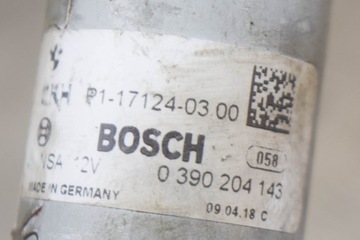 P1-17124-03.00
BOSCH
058
12V
0 390 204 143
MADE IN GERMANY
09.04.18 C